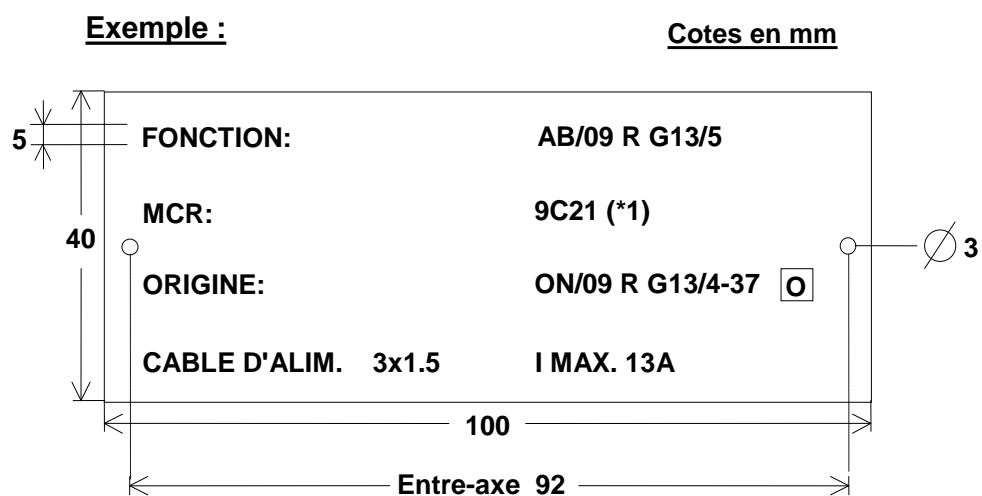 Exemple :
Cotes en mm
5
FONCTION: AB/09 R G13/5
MCR: 9C21 (*1)
40
3
ORIGINE: ON/09 R G13/4-37 O
CABLE D'ALIM. 3x1.5 I MAX. 13A
100
Entre-axe 92